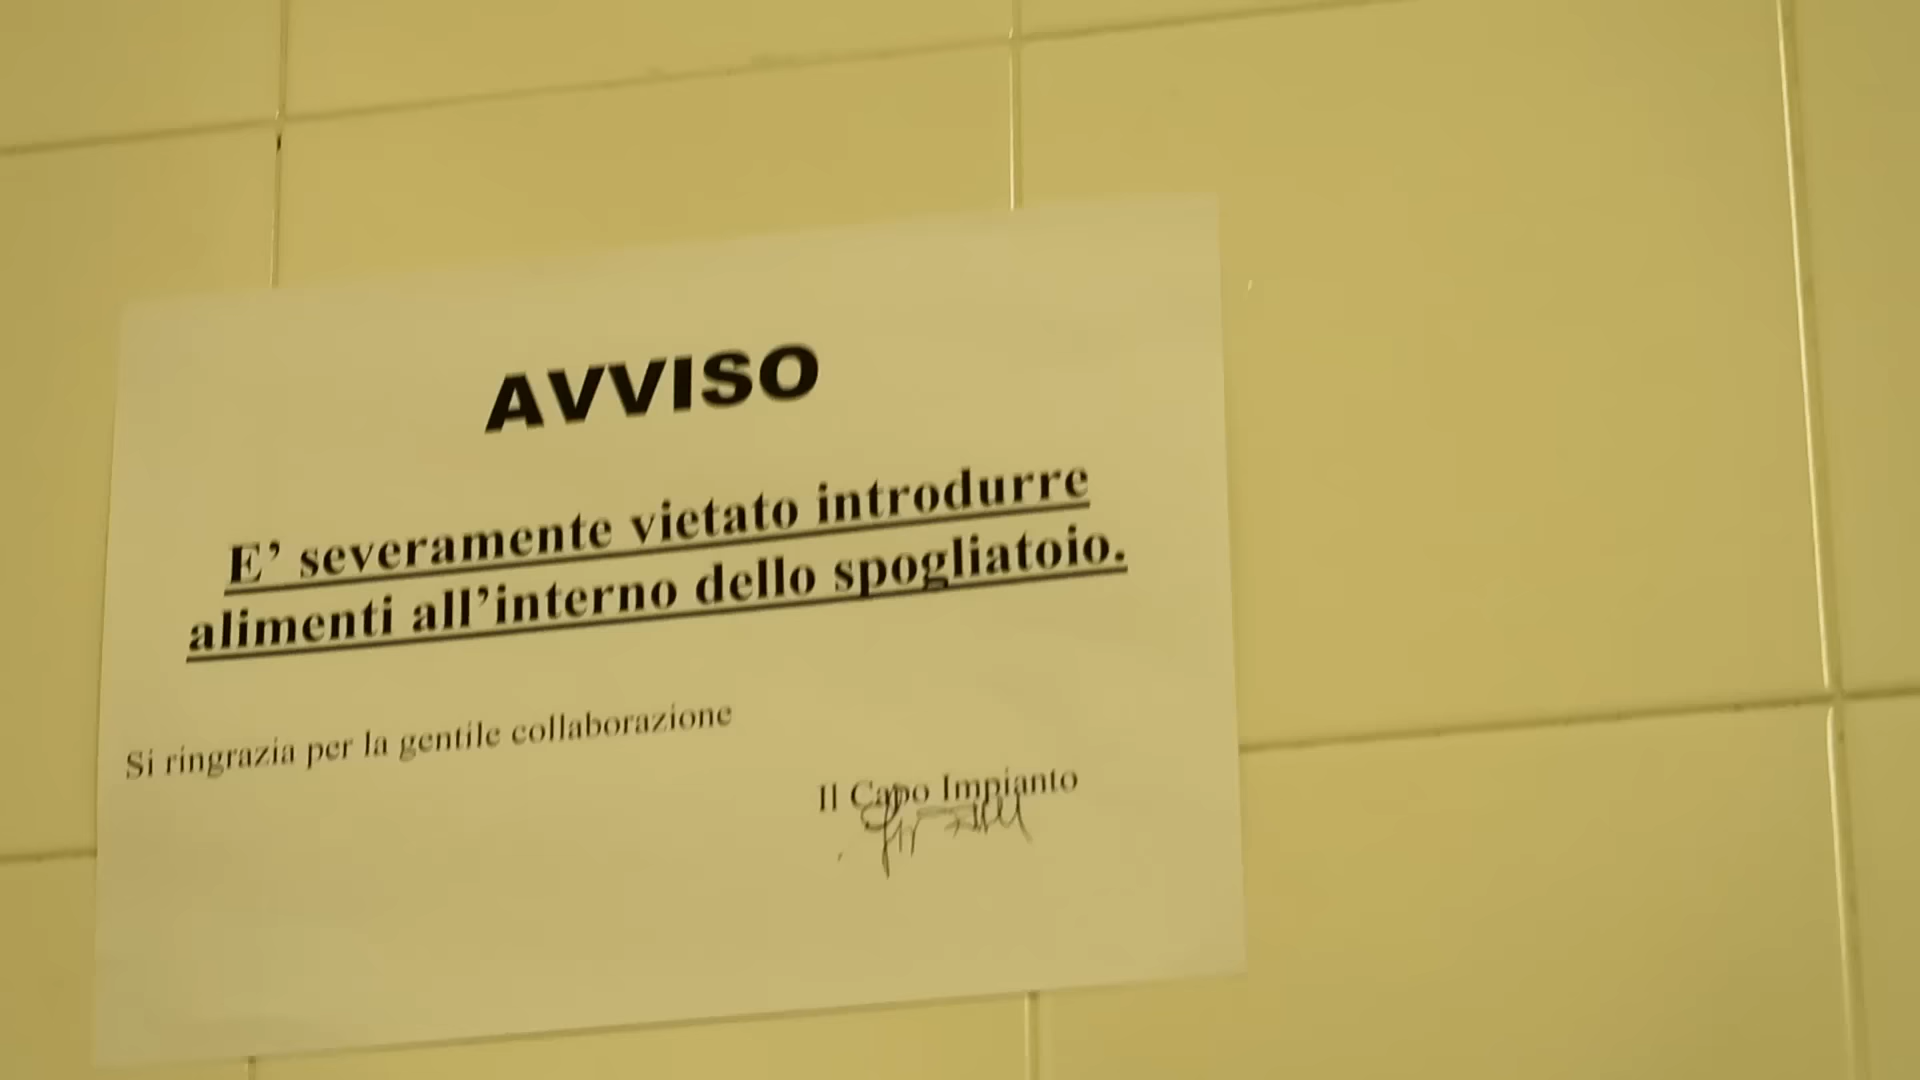 AVVISO
E’ severamente vietato introdurre
alimenti all’interno dello spogliatoio.
Si ringrazia per la gentile collaborazione
Il Capo Impianto